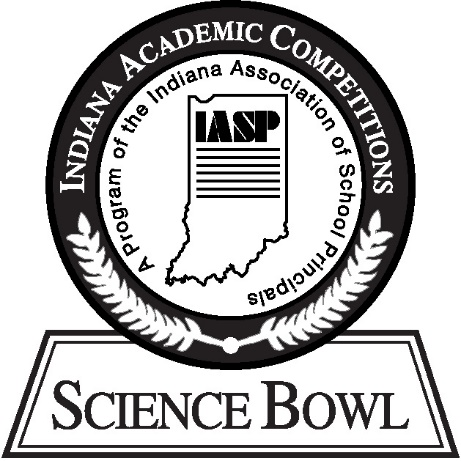 INDIANA ACADEMIC COMPETITIONS
A Program of the Indiana Association of School Principals
IASP
SCIENCE BOWL